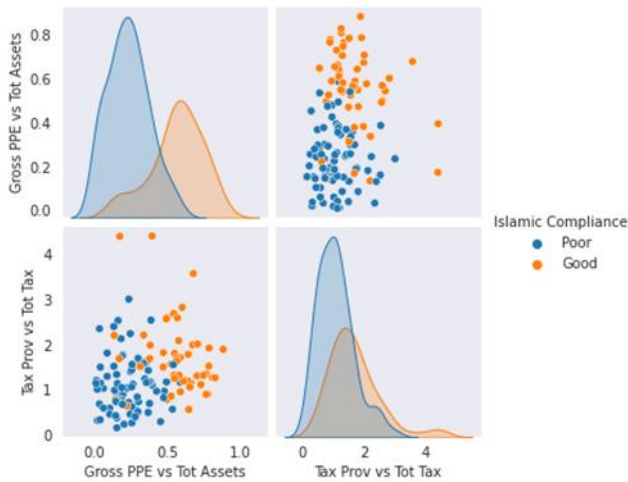 Gross PPE vs Tot Assets
0.8
0.6
0.4
0.2
0.0
Islamic Compliance
Poor
Good
Tax Prov vs Tot Tax
4
3
2
1
0
0.0 0.5 1.0
Gross PPE vs Tot Assets
0 2 4
Tax Prov vs Tot Tax